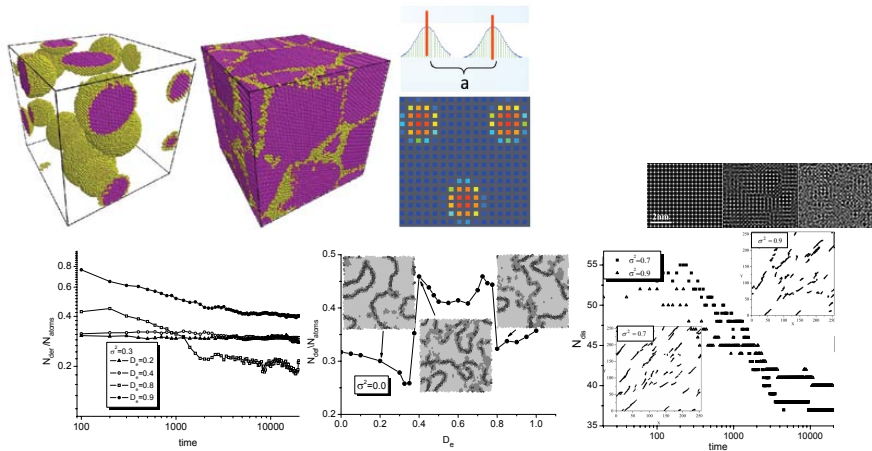 a
2nm
0.8
0.6
0.4
0.2
N_def/N_atoms
σ²=0.3
D_e=0.2
D_e=0.4
D_e=0.8
D_e=0.9
100
1000
10000
time
0.5
0.4
0.3
0.2
σ²=0.0
0.0
0.2
0.4
0.6
0.8
1.0
D_e
55
50
45
40
35
N_dis
σ²=0.7
σ²=0.9
σ²=0.9
σ²=0.7
100
1000
10000
time